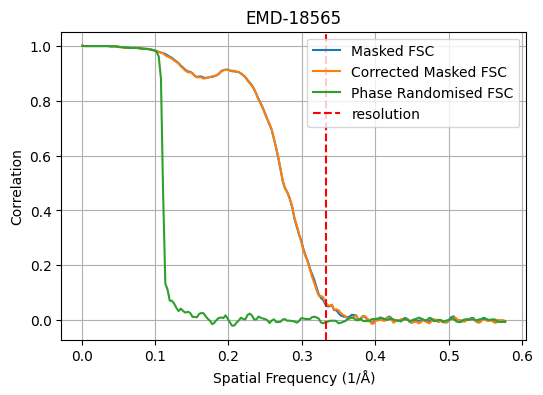 EMD-18565
Masked FSC
Corrected Masked FSC
Phase Randomised FSC
resolution
Correlation
1.0
0.8
0.6
0.4
0.2
0.0
0.0 0.1 0.2 0.3 0.4 0.5 0.6
Spatial Frequency (1/Å)